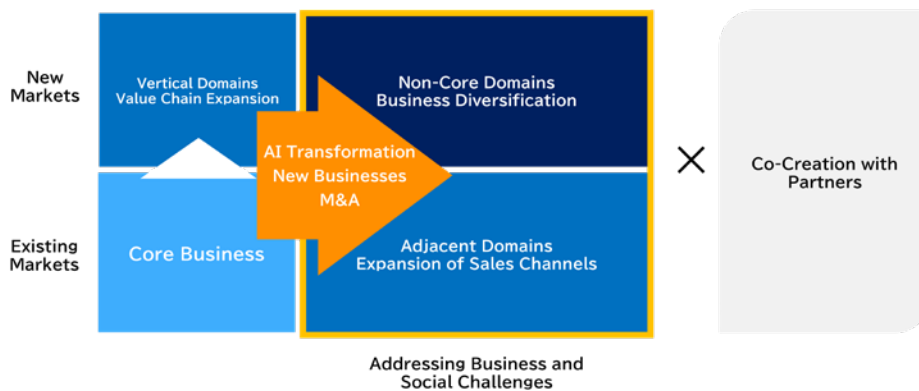 New
Markets
Vertical Domains
Value Chain Expansion
Non-Core Domains
Business Diversification
AI Transformation
New Businesses
M&A
×
Co-Creation with
Partners
Existing
Markets
Core Business
Adjacent Domains
Expansion of Sales Channels
Addressing Business and
Social Challenges